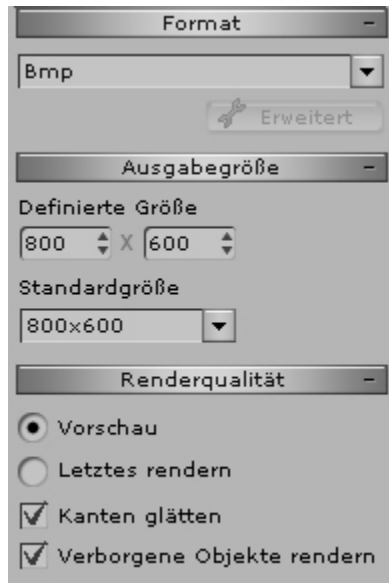 Format
Bmp
Erweitert
Ausgabegröße
Definierte Größe
800 X 600
Standardgröße
800x600
Renderqualität
Vorschau
Letztes rendern
Kanten glätten
Verborgene Objekte rendern